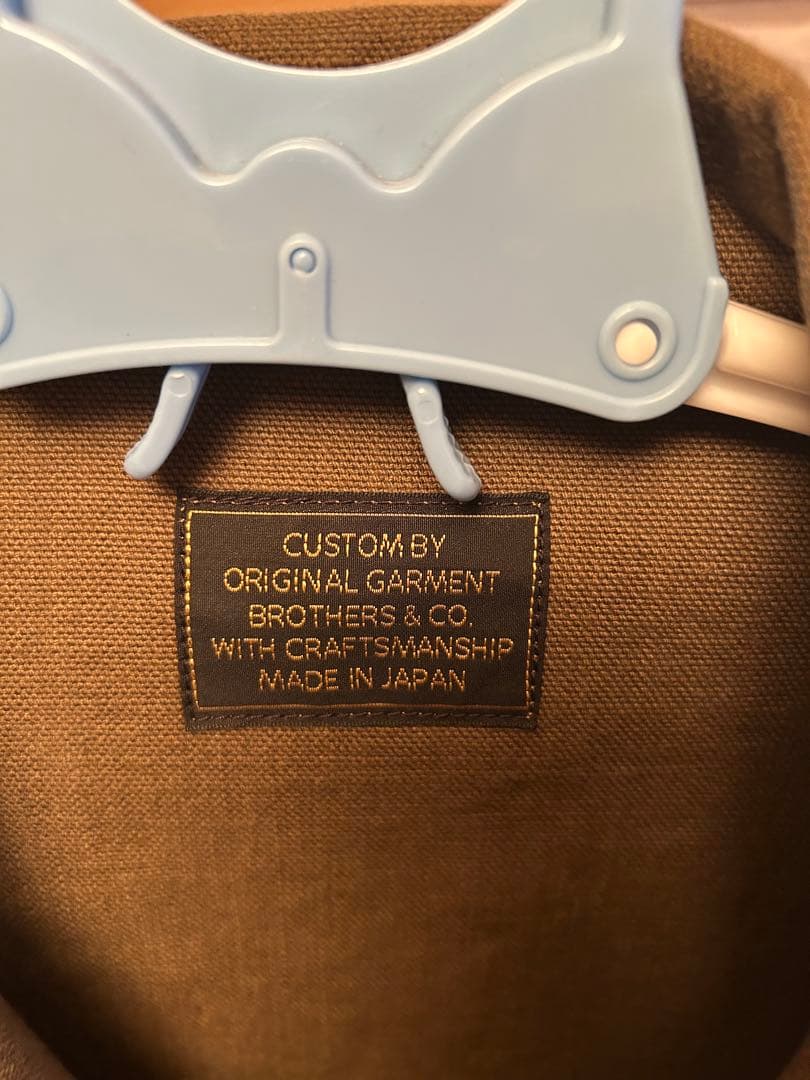 CUSTOM BY
ORIGINAL GARMENT
BROTHERS & CO.
WITH CRAFTSMANSHIP
MADE IN JAPAN